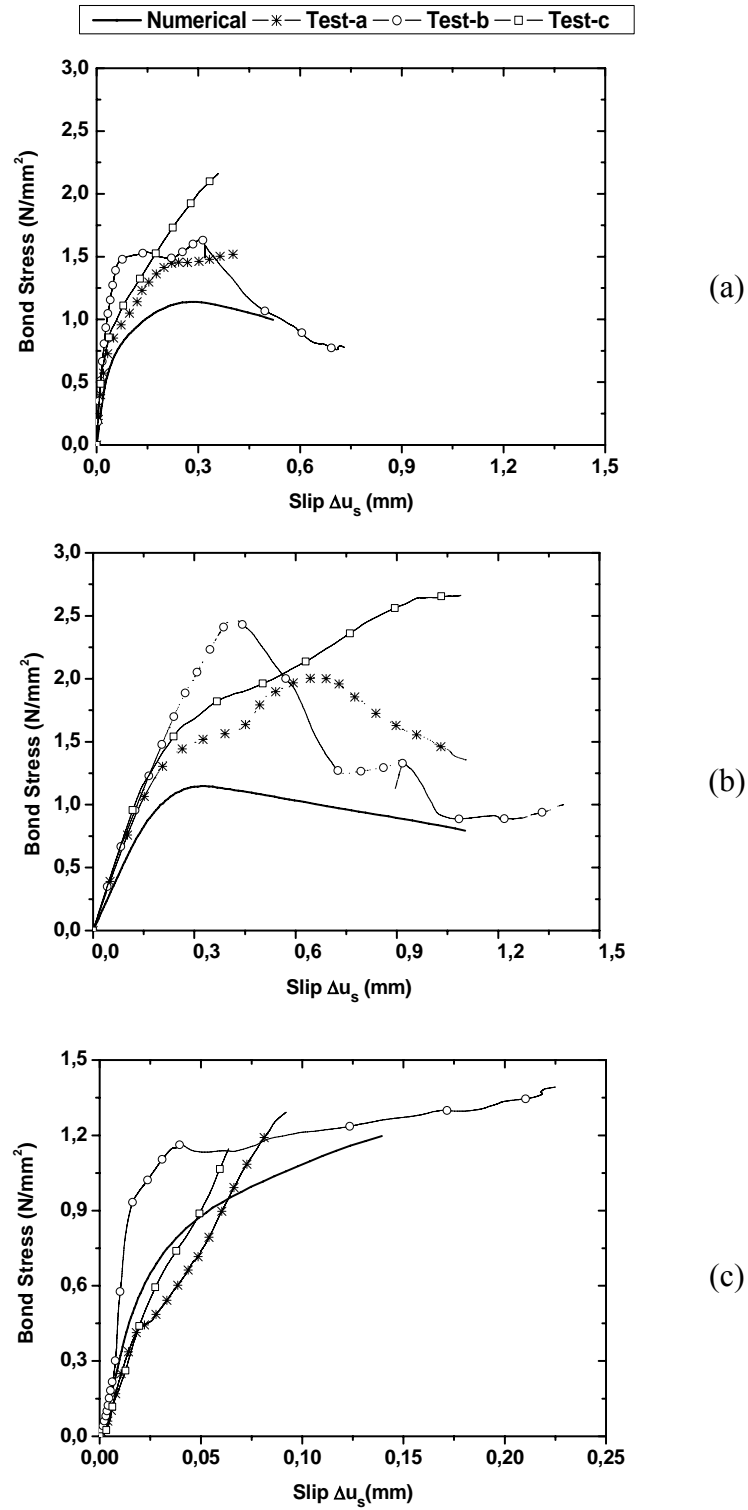 Numerical Test-a Test-b Test-c
3,0
2,5
2,0
1,5
1,0
0,5
0,0
Bond Stress (N/mm²)
0,0 0,3 0,6 0,9 1,2 1,5
Slip Δuₛ (mm)
(a)
3,0
2,5
2,0
1,5
1,0
0,5
0,0
Bond Stress (N/mm²)
0,0 0,3 0,6 0,9 1,2 1,5
Slip Δuₛ (mm)
(b)
1,5
1,2
0,9
0,6
0,3
0,0
Bond Stress (N/mm²)
0,00 0,05 0,10 0,15 0,20 0,25
Slip Δuₛ(mm)
(c)